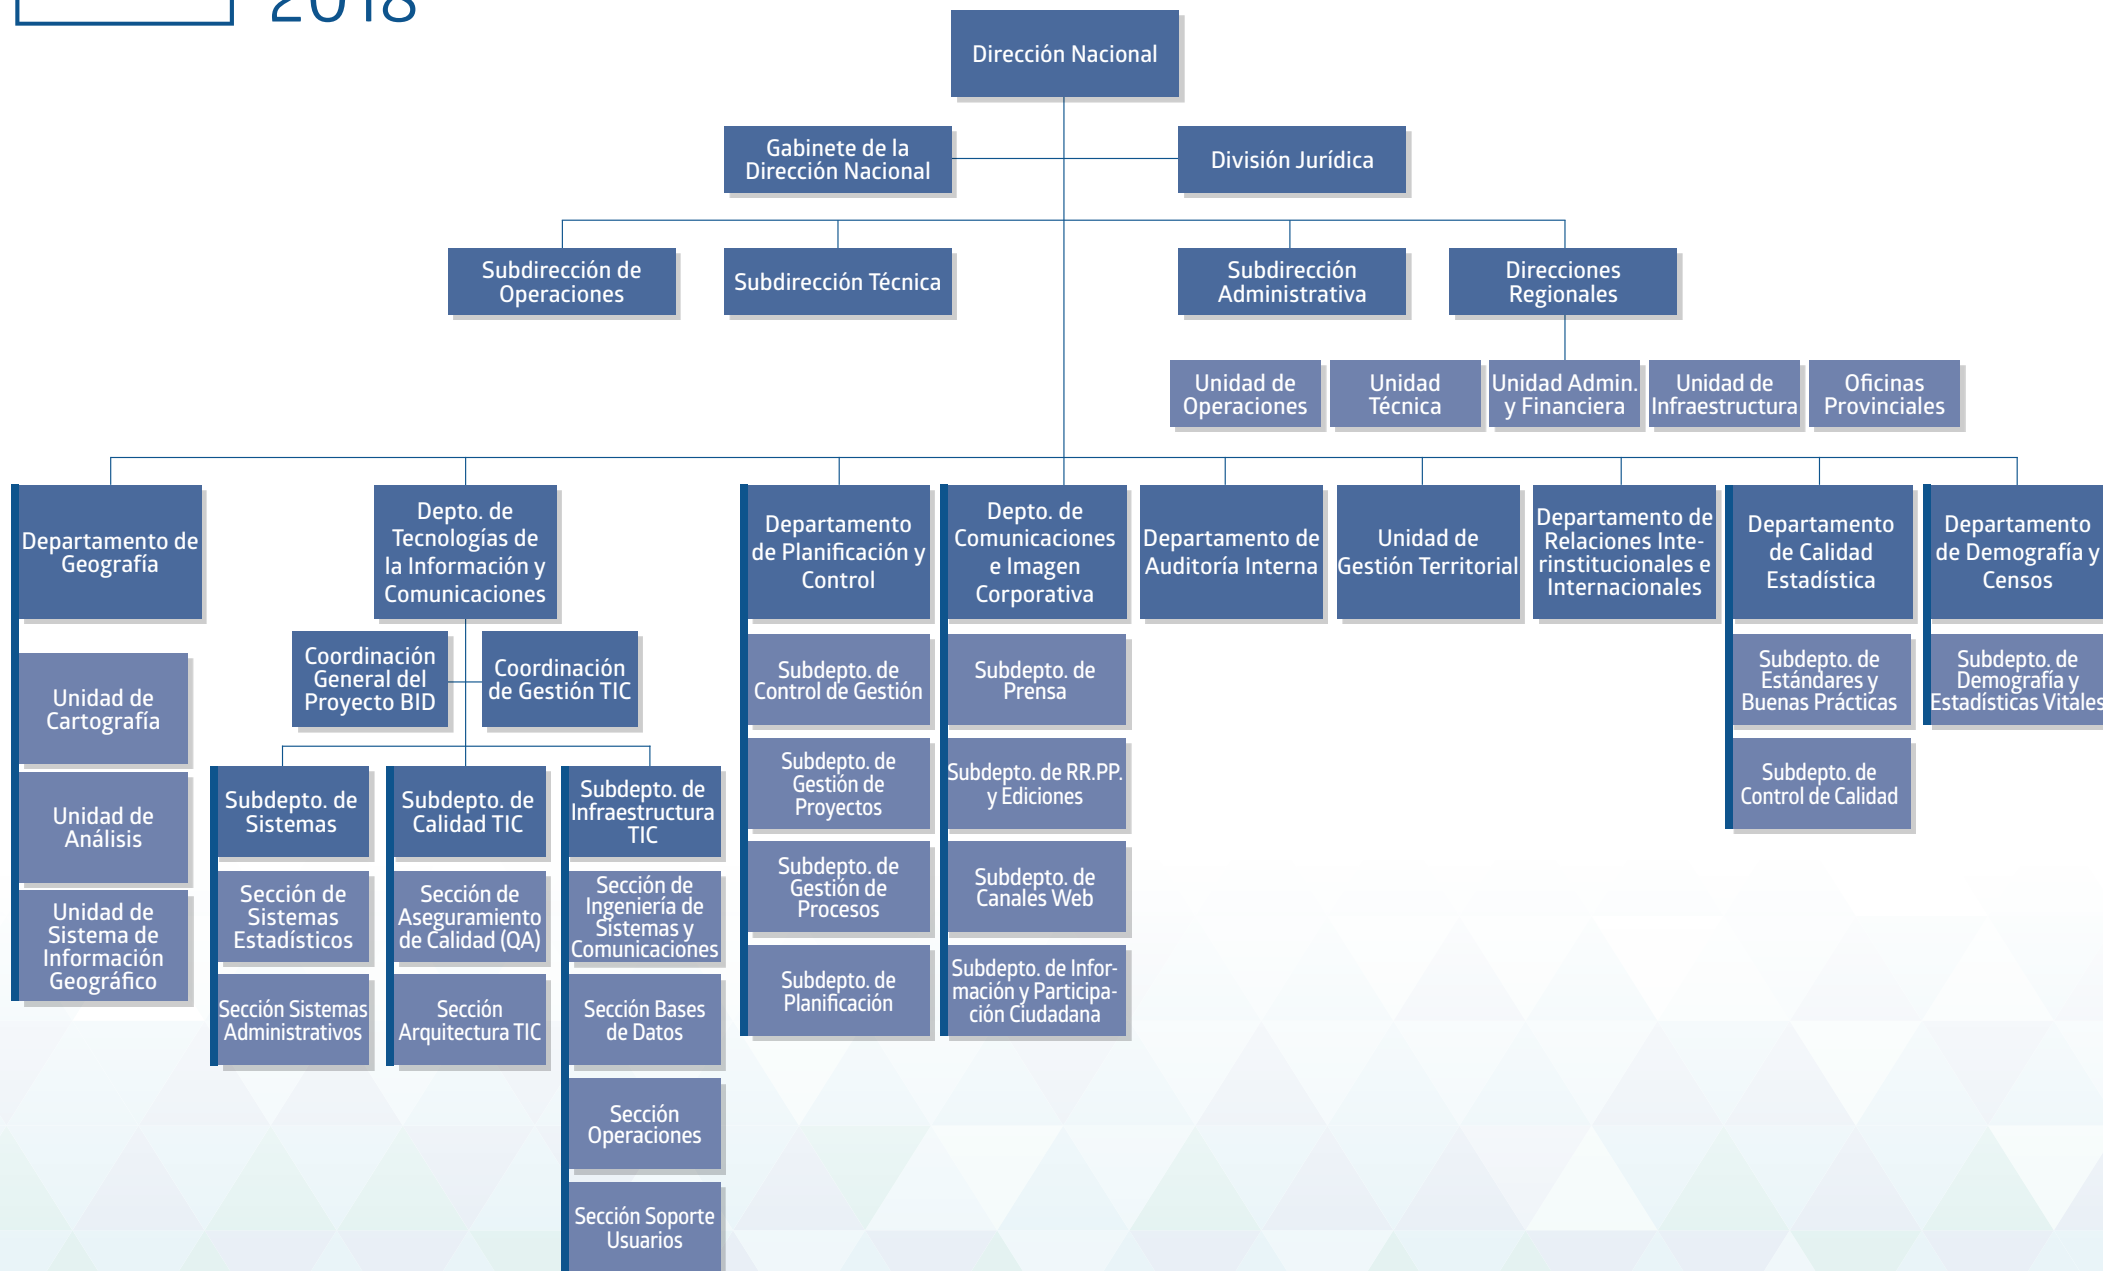 2018
Dirección Nacional
Gabinete de la
Dirección Nacional
División Jurídica
Subdirección de
Operaciones
Subdirección Técnica
Subdirección
Administrativa
Direcciones
Regionales
Unidad de
Operaciones
Unidad
Técnica
Unidad Admin.
y Financiera
Unidad de
Infraestructura
Oficinas
Provinciales
Departamento de
Geografía
Depto. de
Tecnologías de
la Información y
Comunicaciones
Departamento
de Planificación y
Control
Depto. de
Comunicaciones
e Imagen
Corporativa
Departamento de
Auditoría Interna
Unidad de
Gestión Territorial
Departamento de
Relaciones Inte-
rinstitucionales e
Internacionales
Departamento
de Calidad
Estadística
Departamento
de Demografía y
Censos
Coordinación
General del
Proyecto BID
Coordinación
de Gestión TIC
Unidad de
Cartografía
Unidad de
Análisis
Unidad de
Sistema de
Información
Geográfico
Subdepto. de
Sistemas
Sección de
Sistemas
Estadísticos
Sección Sistemas
Administrativos
Subdepto. de
Calidad TIC
Sección de
Aseguramiento
de Calidad (QA)
Sección
Arquitectura TIC
Subdepto. de
Infraestructura
TIC
Sección de
Ingeniería de
Sistemas y
Comunicaciones
Sección Bases
de Datos
Sección
Operaciones
Sección Soporte
Usuarios
Subdepto. de
Control de Gestión
Subdepto. de
Gestión de
Proyectos
Subdepto. de
Gestión de
Procesos
Subdepto. de
Planificación
Subdepto. de
Prensa
Subdepto. de RR.PP.
y Ediciones
Subdepto. de
Canales Web
Subdepto. de Infor-
mación y Participa-
ción Ciudadana
Subdepto. de
Estándares y
Buenas Prácticas
Subdepto. de
Control de Calidad
Subdepto. de
Demografía y
Estadísticas Vitales